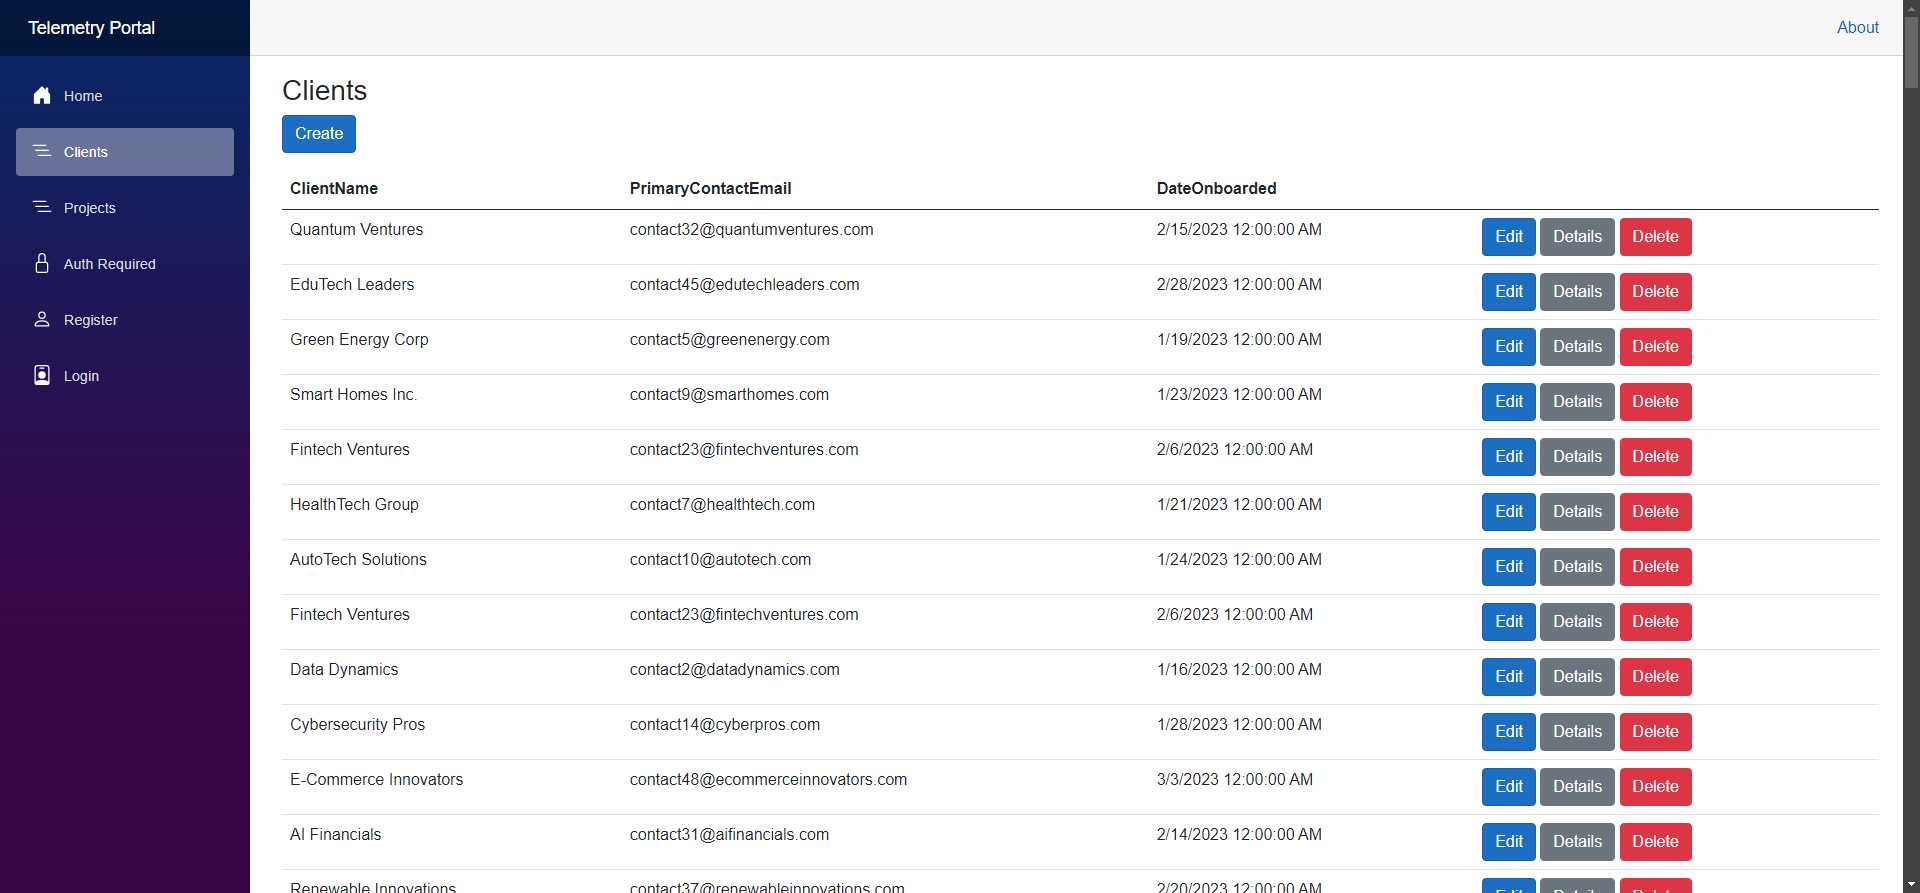 Telemetry Portal
About
Home
Clients
Projects
Auth Required
Register
Login
Clients
Create
ClientName PrimaryContactEmail DateOnboarded
Quantum Ventures contact32@quantumventures.com 2/15/2023 12:00:00 AM Edit Details Delete
EduTech Leaders contact45@edutechleaders.com 2/28/2023 12:00:00 AM Edit Details Delete
Green Energy Corp contact5@greenenergy.com 1/19/2023 12:00:00 AM Edit Details Delete
Smart Homes Inc. contact9@smarthomes.com 1/23/2023 12:00:00 AM Edit Details Delete
Fintech Ventures contact23@fintechventures.com 2/6/2023 12:00:00 AM Edit Details Delete
HealthTech Group contact7@healthtech.com 1/21/2023 12:00:00 AM Edit Details Delete
AutoTech Solutions contact10@autotech.com 1/24/2023 12:00:00 AM Edit Details Delete
Fintech Ventures contact23@fintechventures.com 2/6/2023 12:00:00 AM Edit Details Delete
Data Dynamics contact2@datadynamics.com 1/16/2023 12:00:00 AM Edit Details Delete
Cybersecurity Pros contact14@cyberpros.com 1/28/2023 12:00:00 AM Edit Details Delete
E-Commerce Innovators contact48@ecommerceinnovators.com 3/3/2023 12:00:00 AM Edit Details Delete
AI Financials contact31@aifinancials.com 2/14/2023 12:00:00 AM Edit Details Delete
Renewable Innovations contact37@renewableinnovations.com 2/20/2023 12:00:00 AM Edit Details Delete